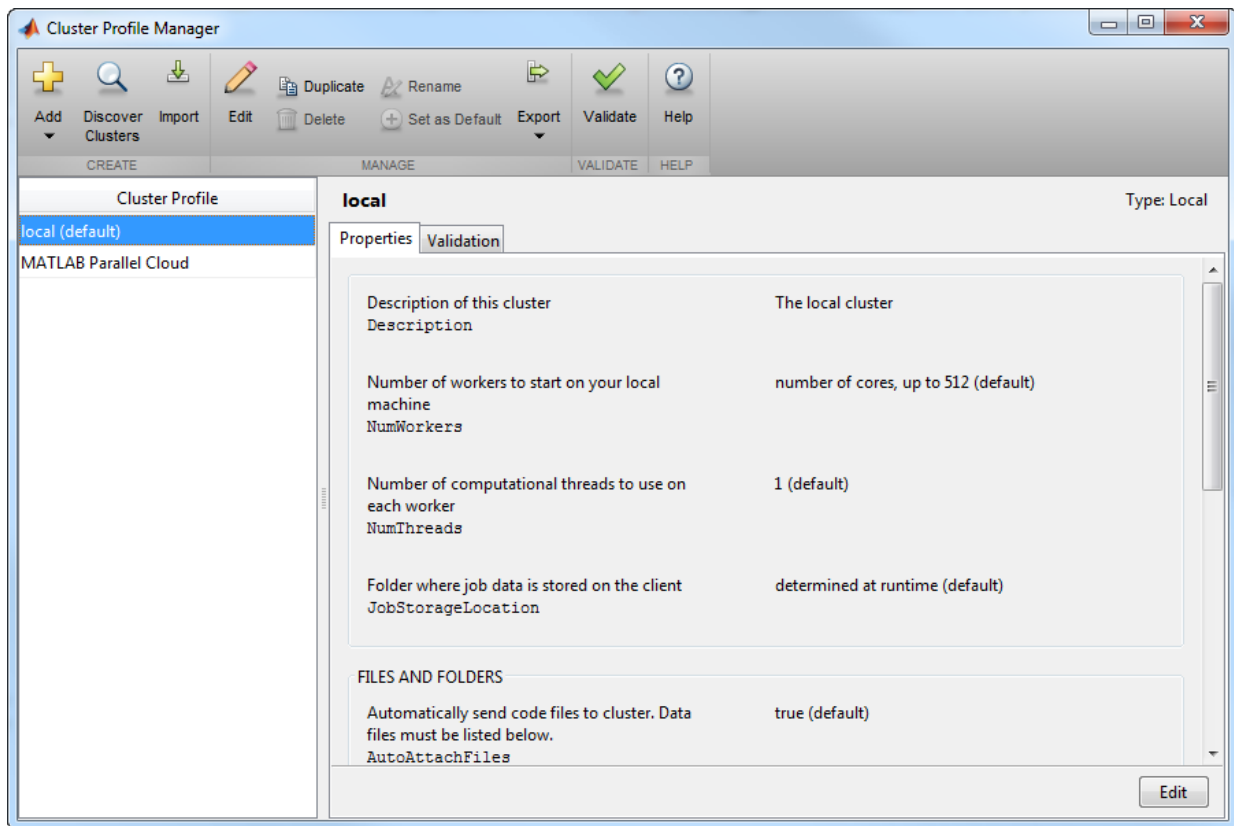 Cluster Profile Manager
Add
Discover
Clusters
Import
Edit
Duplicate
Delete
Rename
Set as Default
Export
Validate
Help
CREATE
MANAGE
VALIDATE
HELP
Cluster Profile
local (default)
MATLAB Parallel Cloud
local
Type: Local
Properties
Validation
Description of this cluster
Description
The local cluster
Number of workers to start on your local
machine
NumWorkers
number of cores, up to 512 (default)
Number of computational threads to use on
each worker
NumThreads
1 (default)
Folder where job data is stored on the client
JobStorageLocation
determined at runtime (default)
FILES AND FOLDERS
Automatically send code files to cluster. Data
files must be listed below.
AutoAttachFiles
true (default)
Edit